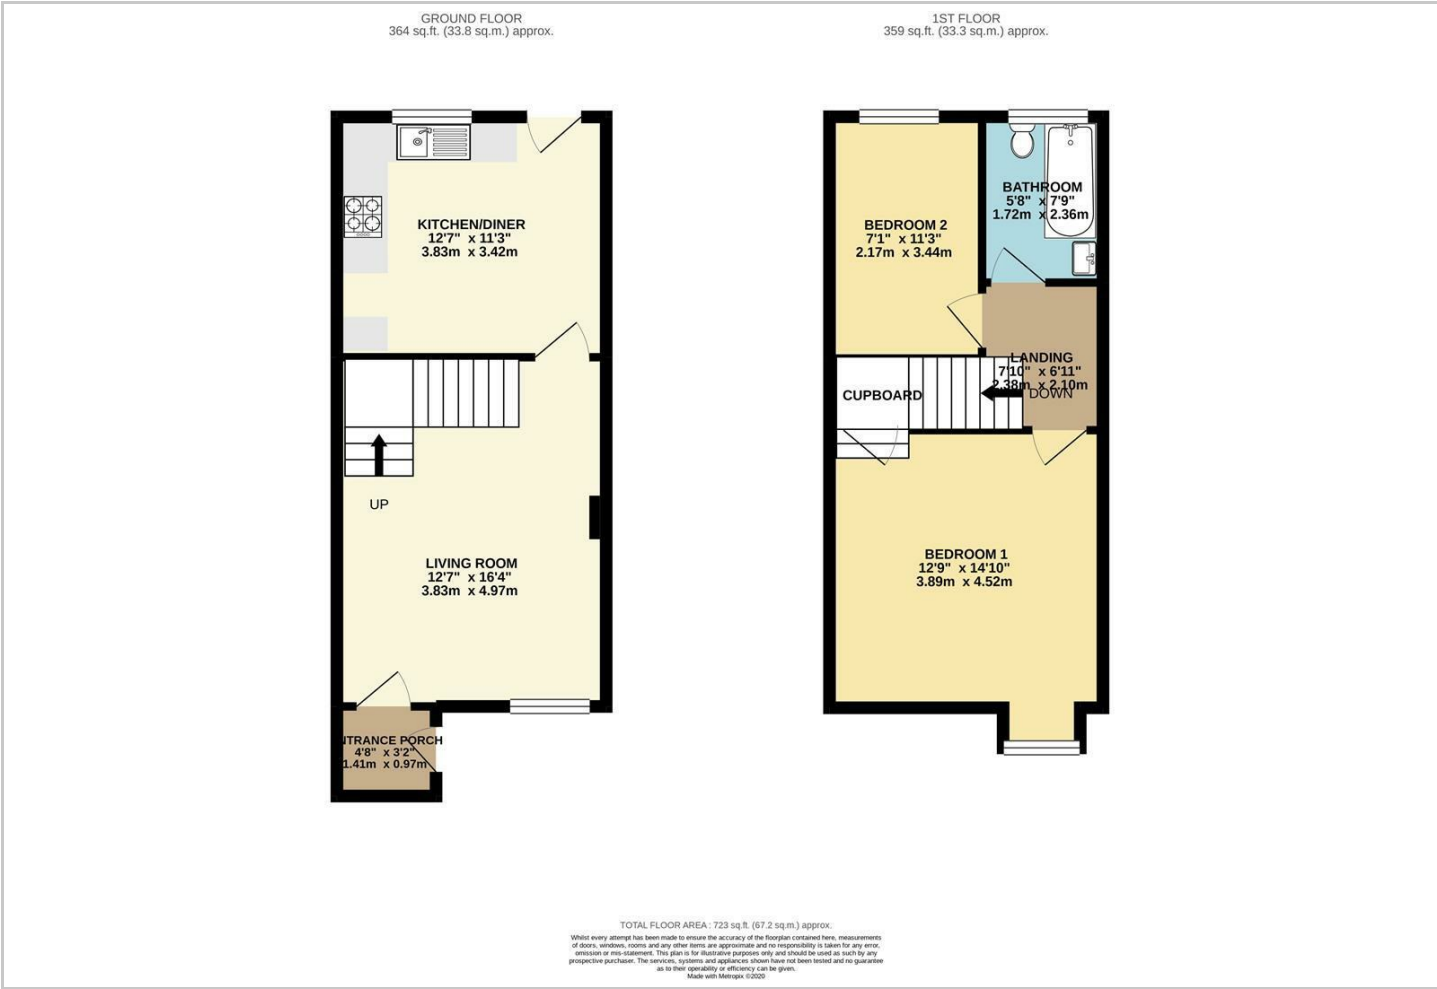 GROUND FLOOR
364 sq.ft. (33.8 sq.m.) approx.
1ST FLOOR
359 sq.ft. (33.3 sq.m.) approx.
KITCHEN/DINER
12'7" x 11'3"
3.83m x 3.42m
UP
LIVING ROOM
12'7" x 16'4"
3.83m x 4.97m
NTRANCE PORCH
4'8" x 3'2"
1.41m x 0.97m
BATHROOM
5'8" x 7'9"
1.72m x 2.36m
BEDROOM 2
7'1" x 11'3"
2.17m x 3.44m
LANDING
7'10" x 6'11"
2.38m x 2.10m
DOWN
CUPBOARD
BEDROOM 1
12'9" x 14'10"
3.89m x 4.52m
TOTAL FLOOR AREA : 723 sq.ft. (67.2 sq.m.) approx.
Whilst every attempt has been made to ensure the accuracy of the floorplan contained here, measurements
of doors, windows, rooms and any other items are approximate and no responsibility is taken for any error,
omission or mis-statement. This plan is for illustrative purposes only and should be used as such by any
prospective purchaser. The services, systems and appliances shown have not been tested and no guarantee
as to their operability or efficiency can be given.
Made with Metropix ©2020